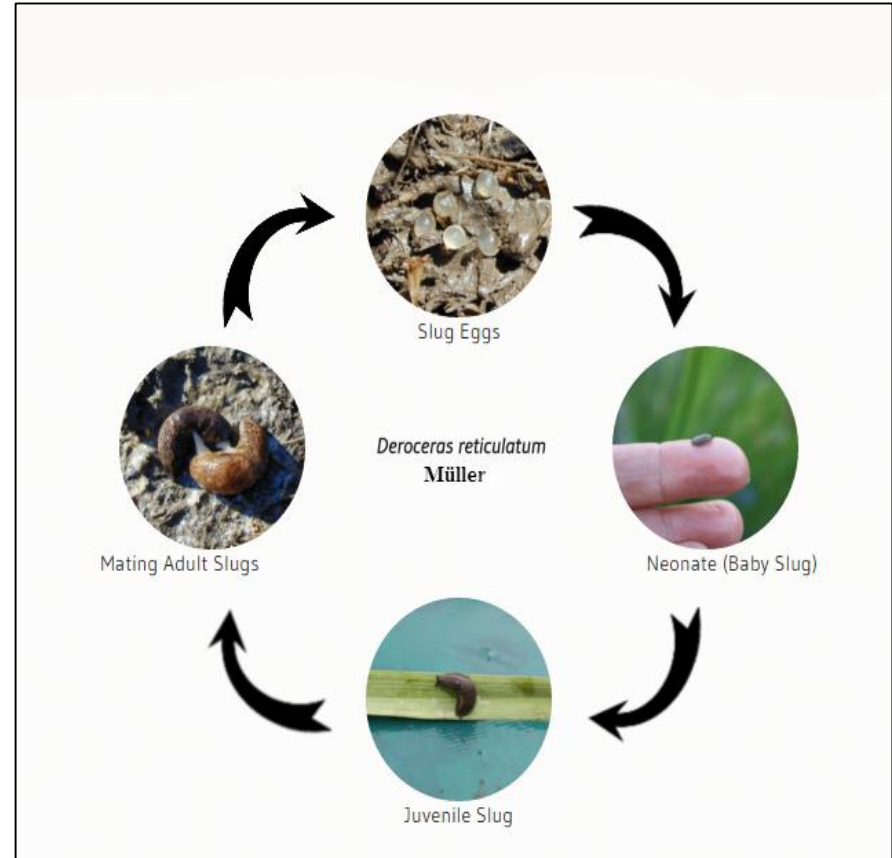 Slug Eggs
Deroceras reticulatum
Müller
Mating Adult Slugs
Neonate (Baby Slug)
Juvenile Slug